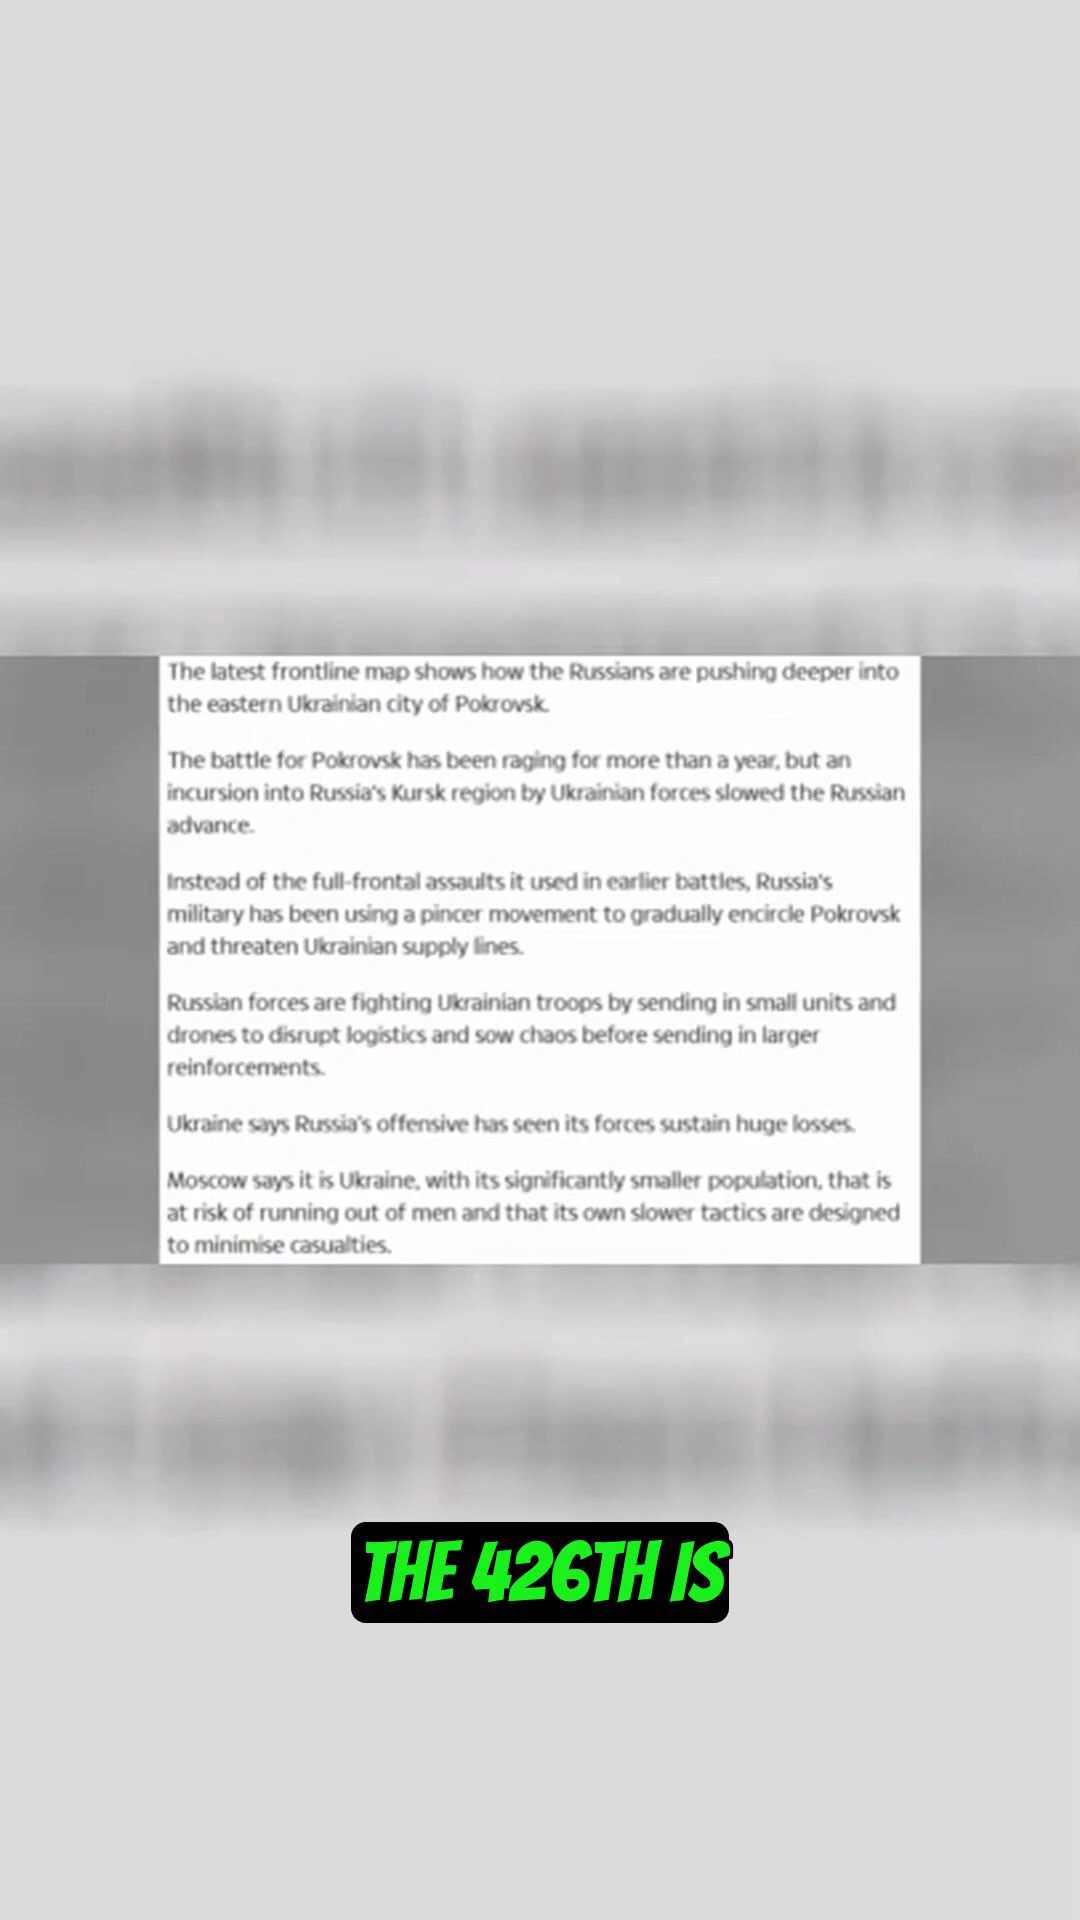 The latest frontline map shows how the Russians are pushing deeper into
the eastern Ukrainian city of Pokrovsk.
The battle for Pokrovsk has been raging for more than a year, but an
incursion into Russia's Kursk region by Ukrainian forces slowed the Russian
advance.
Instead of the full-frontal assaults it used in earlier battles, Russia's
military has been using a pincer movement to gradually encircle Pokrovsk
and threaten Ukrainian supply lines.
Russian forces are fighting Ukrainian troops by sending in small units and
drones to disrupt logistics and sow chaos before sending in larger
reinforcements.
Ukraine says Russia's offensive has seen its forces sustain huge losses.
Moscow says it is Ukraine, with its significantly smaller population, that is
at risk of running out of men and that its own slower tactics are designed
to minimise casualties.
THE 426TH IS